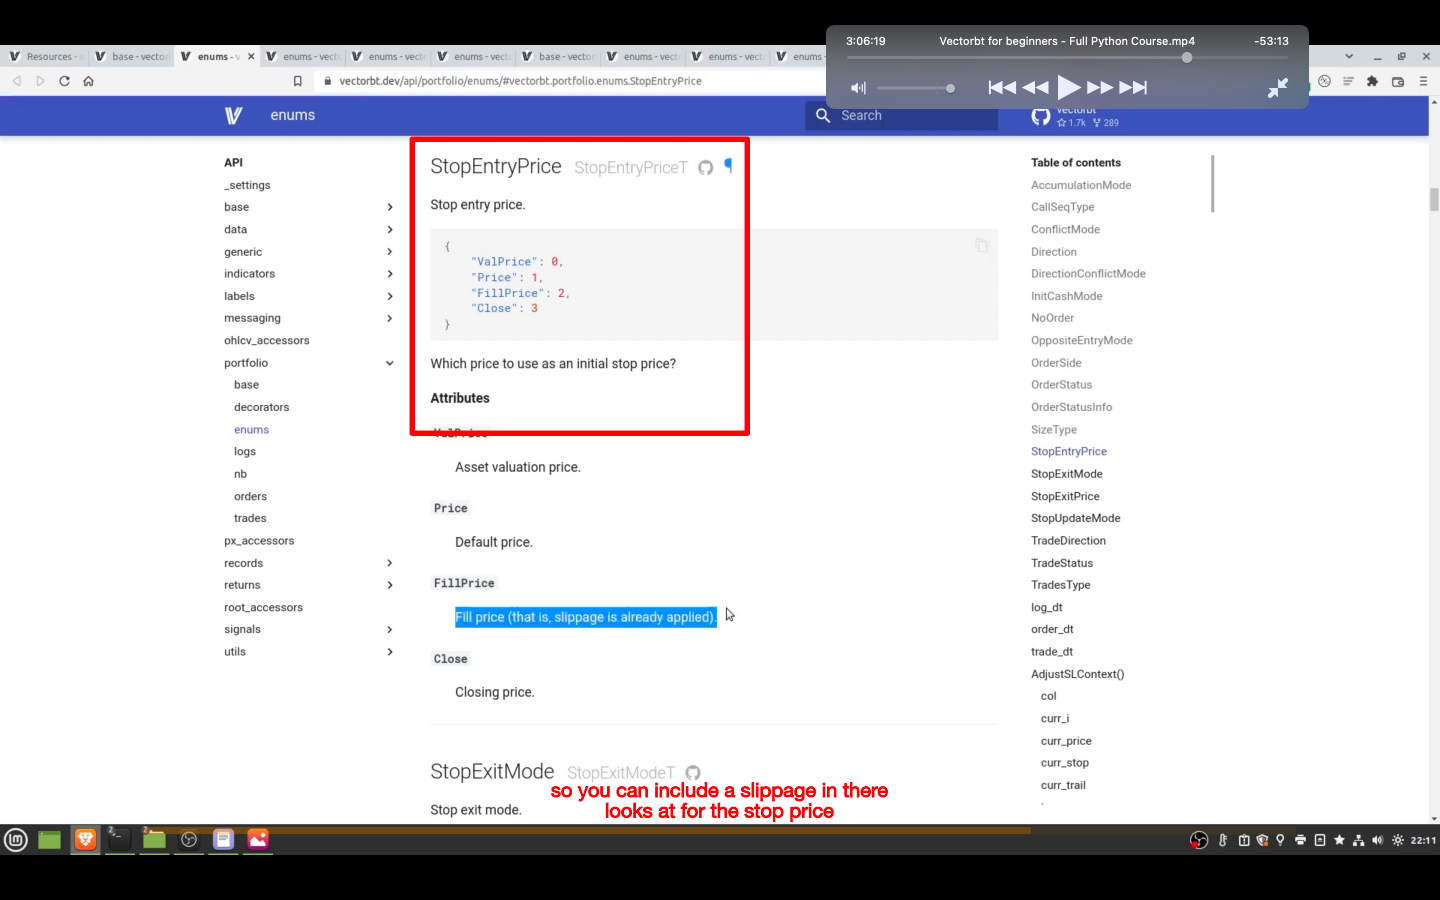 3:06:19
Vectorbt for beginners - Full Python Course.mp4
-53:13
Resources -
base - vector
enums - v
enums - vect
enums - vect
enums - vect
base - vector
enums - vect
enums - vect
enums
vectorbt.dev/api/portfolio/enums/#vectorbt.portfolio.enums.StopEntryPrice
enums
Search
vectorbt
1.7k 289
API
_settings
base
data
generic
indicators
labels
messaging
ohlcv_accessors
portfolio
base
decorators
enums
logs
nb
orders
trades
px_accessors
records
returns
root_accessors
signals
utils
StopEntryPrice StopEntryPriceT
Stop entry price.
{
"ValPrice": 0,
"Price": 1,
"FillPrice": 2,
"Close": 3
}
Which price to use as an initial stop price?
Attributes
ValPrice
Asset valuation price.
Price
Default price.
FillPrice
Fill price (that is, slippage is already applied).
Close
Closing price.
StopExitMode StopExitModeT
Stop exit mode.
so you can include a slippage in there
looks at for the stop price
Table of contents
AccumulationMode
CallSeqType
ConflictMode
Direction
DirectionConflictMode
InitCashMode
NoOrder
OppositeEntryMode
OrderSide
OrderStatus
OrderStatusInfo
SizeType
StopEntryPrice
StopExitMode
StopExitPrice
StopUpdateMode
TradeDirection
TradeStatus
TradesType
log_dt
order_dt
trade_dt
AdjustSLContext()
col
curr_i
curr_price
curr_stop
curr_trail
22:11